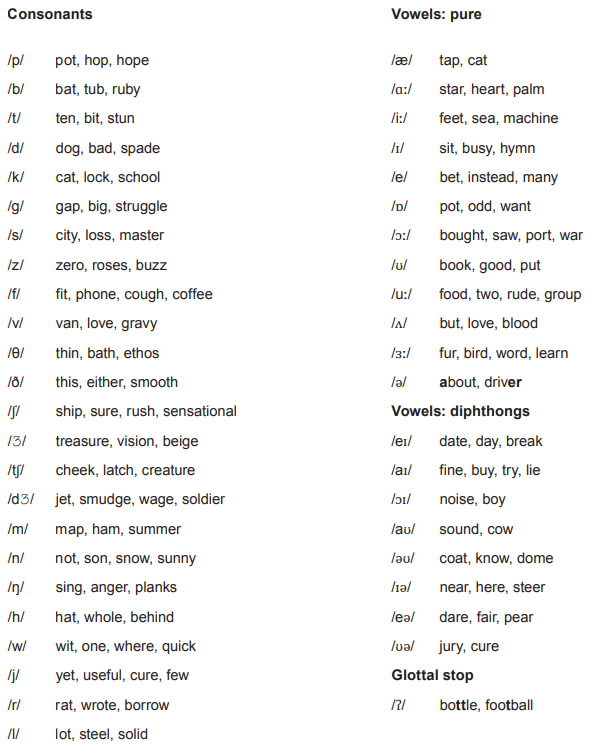 Consonants
/p/ pot, hop, hope
/b/ bat, tub, ruby
/t/ ten, bit, stun
/d/ dog, bad, spade
/k/ cat, lock, school
/g/ gap, big, struggle
/s/ city, loss, master
/z/ zero, roses, buzz
/f/ fit, phone, cough, coffee
/v/ van, love, gravy
/θ/ thin, bath, ethos
/ð/ this, either, smooth
/ʃ/ ship, sure, rush, sensational
/ʒ/ treasure, vision, beige
/tʃ/ cheek, latch, creature
/dʒ/ jet, smudge, wage, soldier
/m/ map, ham, summer
/n/ not, son, snow, sunny
/ŋ/ sing, anger, planks
/h/ hat, whole, behind
/w/ wit, one, where, quick
/j/ yet, useful, cure, few
/r/ rat, wrote, borrow
/l/ lot, steel, solid
Vowels: pure
/æ/ tap, cat
/ɑː/ star, heart, palm
/iː/ feet, sea, machine
/ɪ/ sit, busy, hymn
/e/ bet, instead, many
/ɒ/ pot, odd, want
/ɔː/ bought, saw, port, war
/ʊ/ book, good, put
/uː/ food, two, rude, group
/ʌ/ but, love, blood
/ɜː/ fur, bird, word, learn
/ə/ about, driver
Vowels: diphthongs
/eɪ/ date, day, break
/aɪ/ fine, buy, try, lie
/ɔɪ/ noise, boy
/aʊ/ sound, cow
/əʊ/ coat, know, dome
/ɪə/ near, here, steer
/eə/ dare, fair, pear
/ʊə/ jury, cure
Glottal stop
/ʔ/ bottle, football